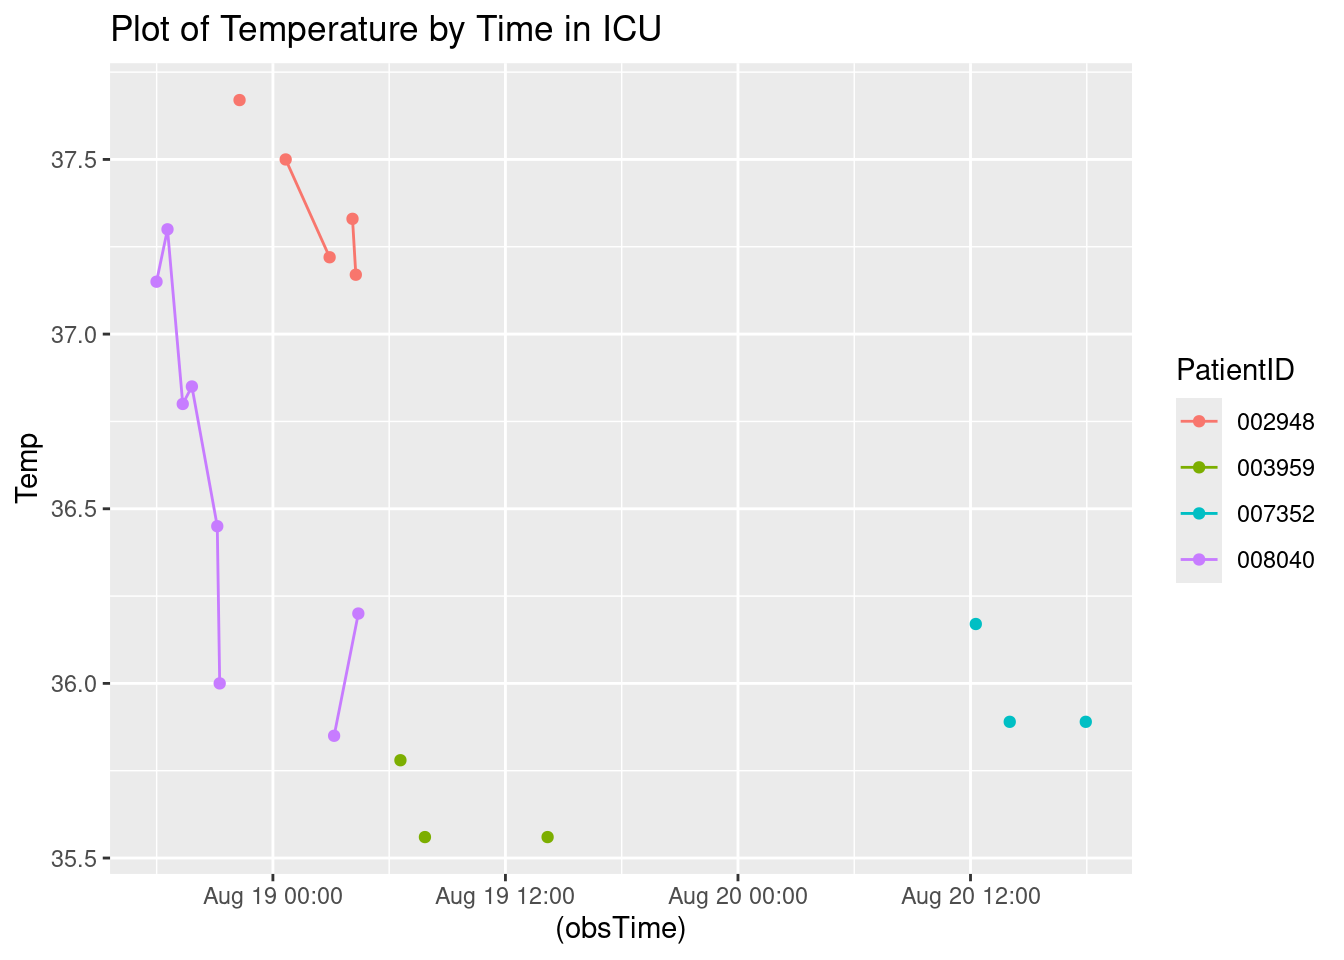 Plot of Temperature by Time in ICU
37.5
37.0
36.5
36.0
35.5
Temp
Aug 19 00:00 Aug 19 12:00 Aug 20 00:00 Aug 20 12:00
(obsTime)
PatientID
002948
003959
007352
008040